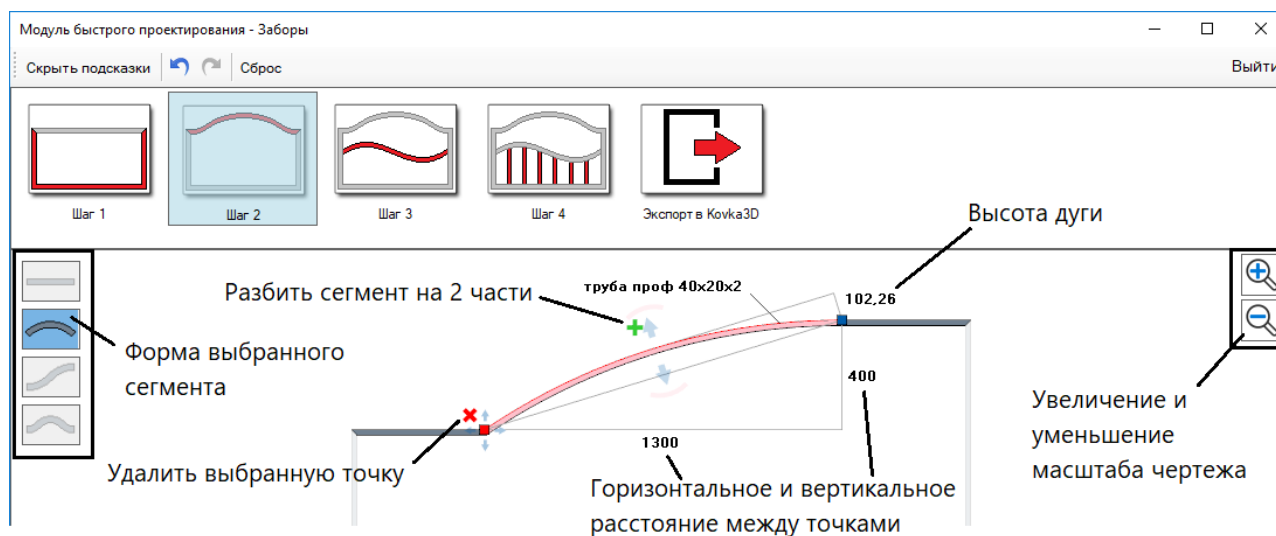 Модуль быстрого проектирования - Заборы
Скрыть подсказки
Сброс
Выйти
Шаг 1
Шаг 2
Шаг 3
Шаг 4
Экспорт в Kovka3D
Высота дуги
Разбить сегмент на 2 части
труба проф 40x20x2
102,26
Форма выбранного
сегмента
400
Увеличение и
уменьшение
масштаба чертежа
1300
Удалить выбранную точку
Горизонтальное и вертикальное
расстояние между точками